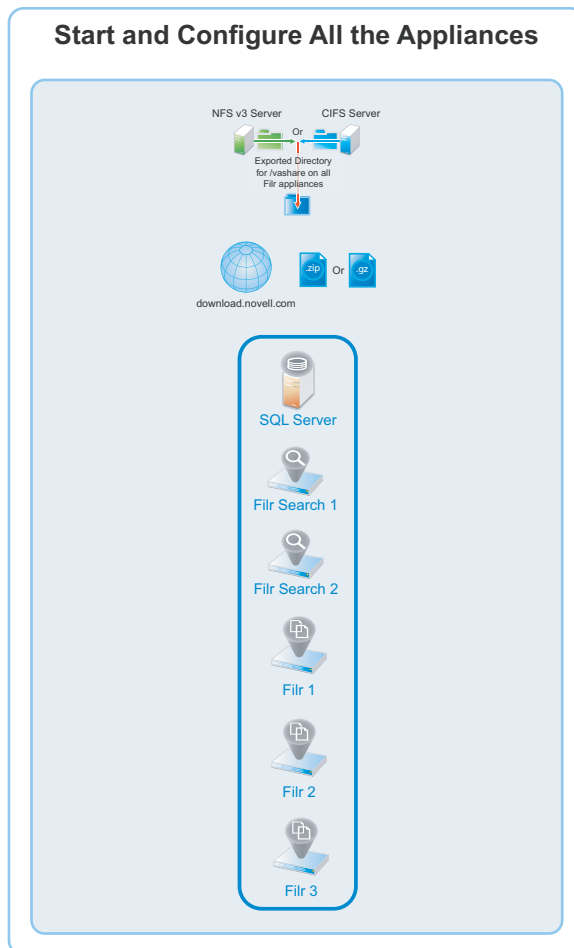 Start and Configure All the Appliances
NFS v3 Server
CIFS Server
Or
Exported Directory
for /vashare on all
Filr appliances
.zip
Or
.gz
download.novell.com
SQL Server
Filr Search 1
Filr Search 2
Filr 1
Filr 2
Filr 3